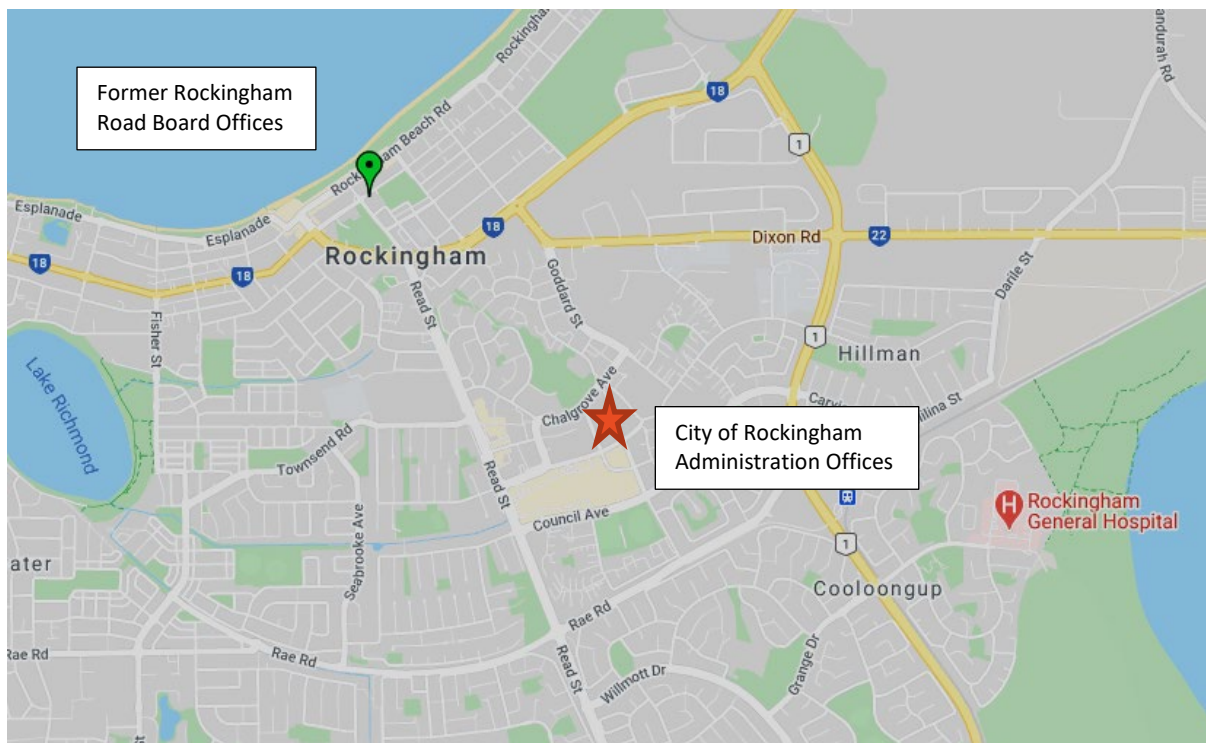 andurah Rd
Rockingham
18
Former Rockingham
Road Board Offices
Rockingham Beach Rd
1
Esplanade
Esplanade
18
Dixon Rd
22
18
18
Rockingham
Goddard St
Darile St
Read St
Fisher St
1
Hillman
Lake Richmond
Chalgrove Ave
City of Rockingham
Administration Offices
Townsend Rd
Read St
H
Rockingham
General Hospital
Council Ave
1
Seabrooke Ave
ater
Cooloongup
Rae Rd
Rae Rd
Rae Rd
Read St
Grange Dr
Willmott Dr